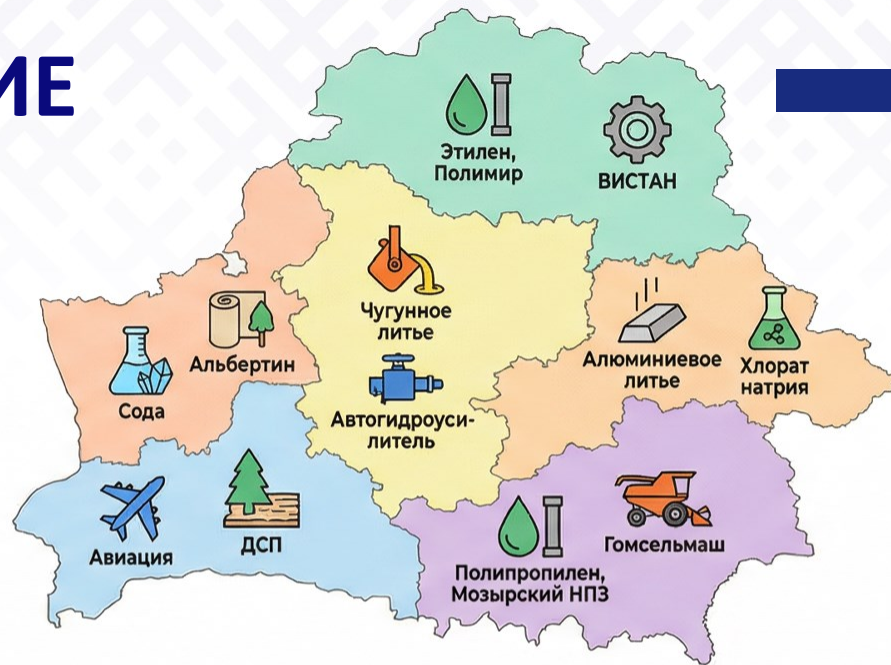 ИЕ
Этилен,
Полимир
ВИСТАН
Чугунное
литье
Альбертин
Сода
Автогидроуси-
литель
Алюминиевое
литье
Хлорат
натрия
Авиация
ДСП
Полипропилен,
Мозырский НПЗ
Гомсельмаш